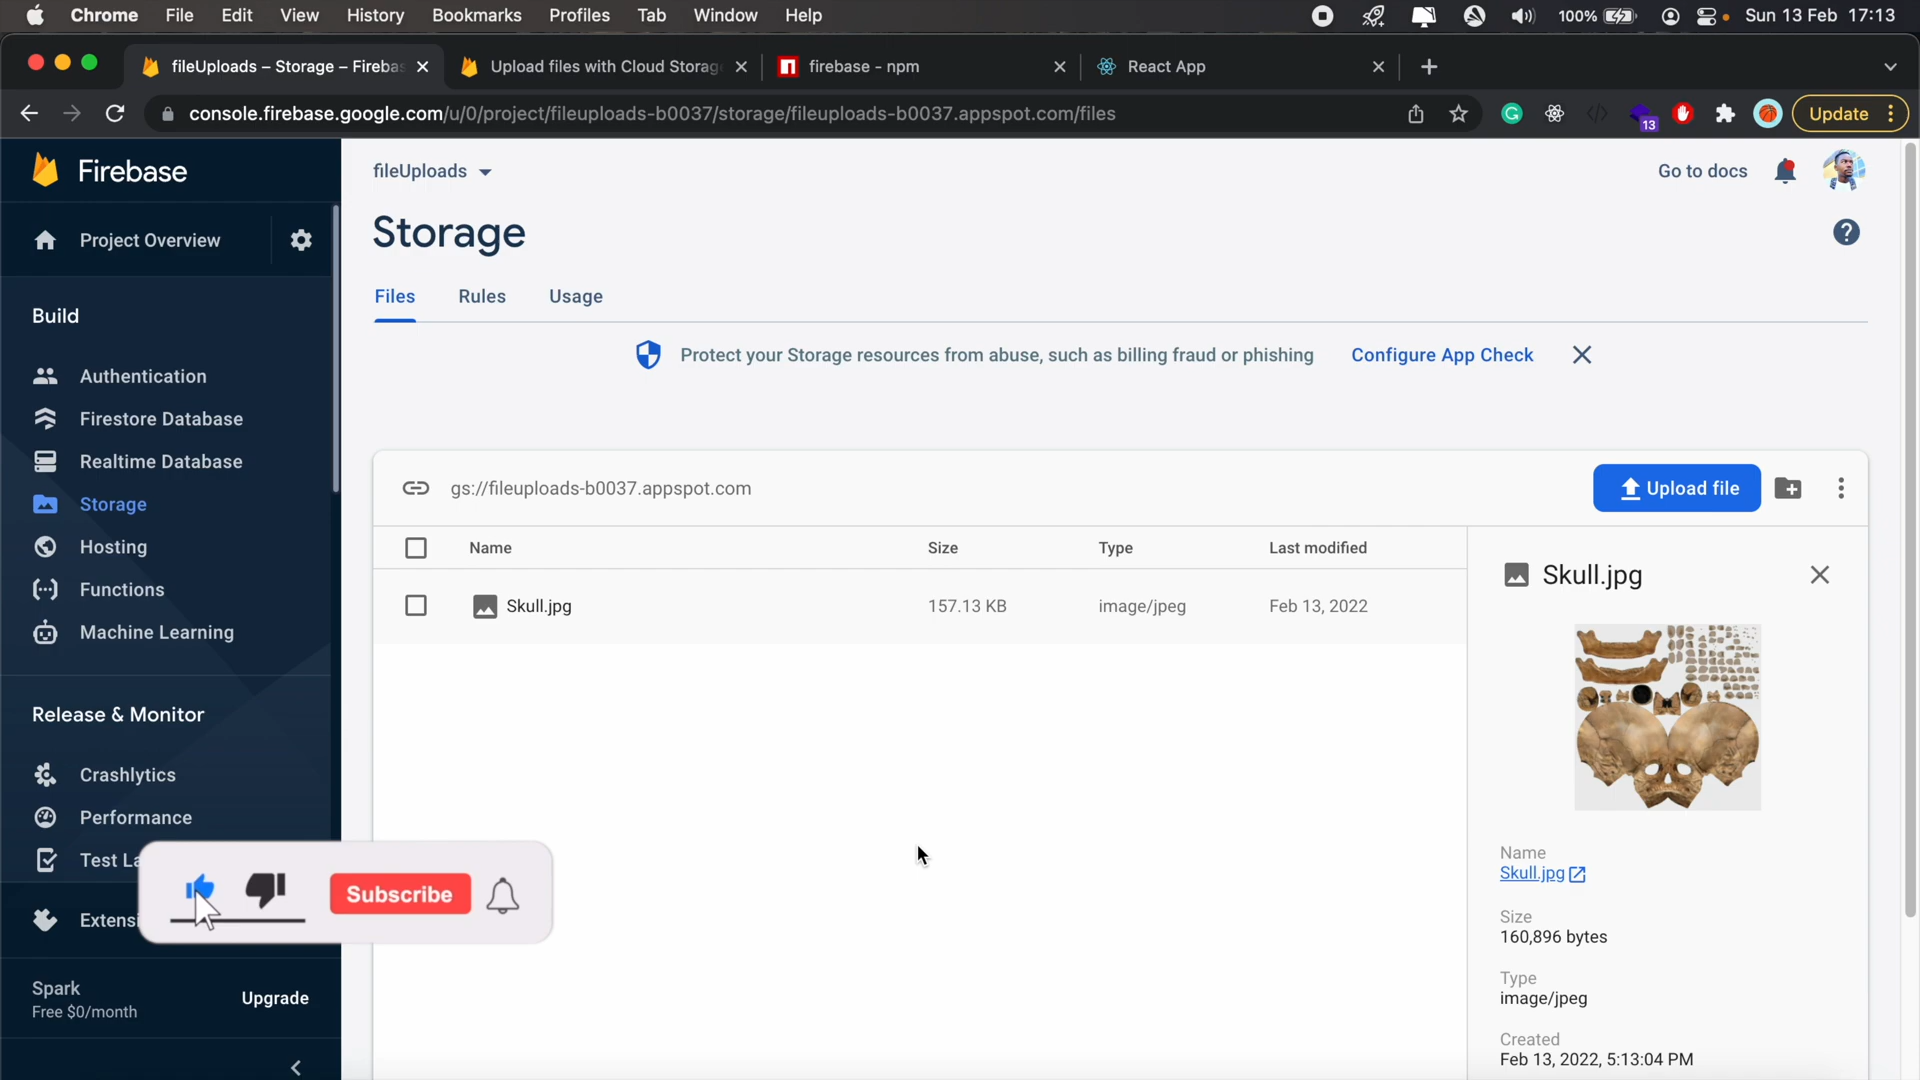 Chrome File Edit View History Bookmarks Profiles Tab Window Help 100% Sun 13 Feb 17:13
fileUploads – Storage – Fireba
Upload files with Cloud Storag
firebase - npm
React App
console.firebase.google.com/u/0/project/fileuploads-b0037/storage/fileuploads-b0037.appspot.com/files
13
Update
Firebase
Project Overview
Build
Authentication
Firestore Database
Realtime Database
Storage
Hosting
Functions
Machine Learning
Release & Monitor
Crashlytics
Performance
Test La
Extensi
Spark
Free $0/month
Upgrade
fileUploads
Go to docs
Storage
Files Rules Usage
Protect your Storage resources from abuse, such as billing fraud or phishing Configure App Check
gs://fileuploads-b0037.appspot.com
Upload file
Name Size Type Last modified
Skull.jpg 157.13 KB image/jpeg Feb 13, 2022
Skull.jpg
Name
Skull.jpg
Size
160,896 bytes
Type
image/jpeg
Created
Feb 13, 2022, 5:13:04 PM
Subscribe